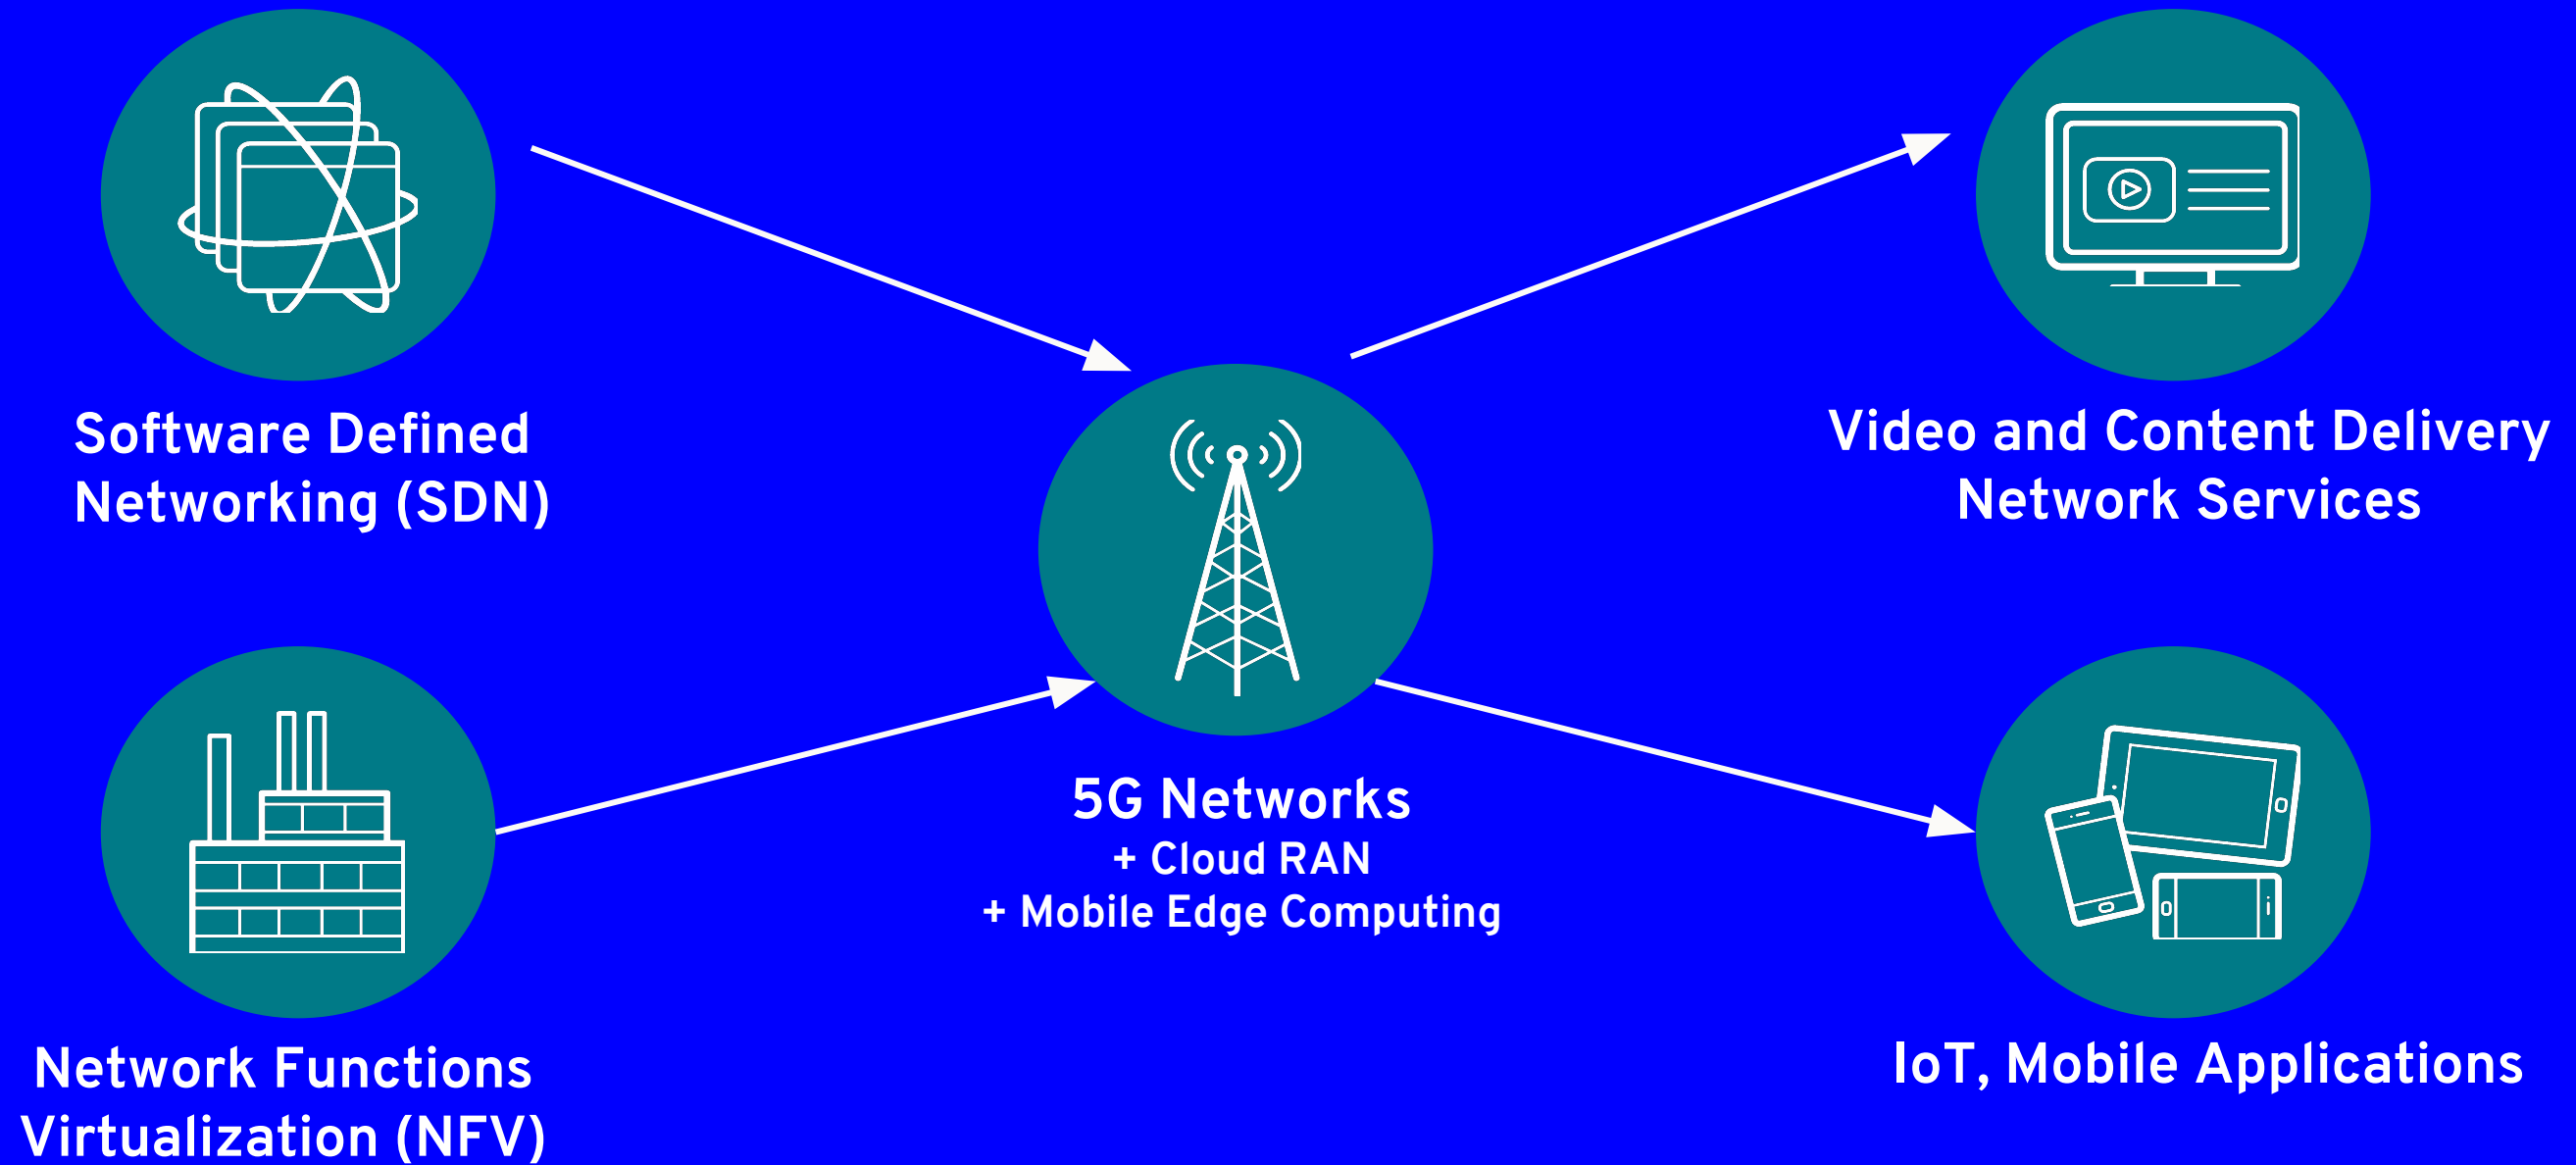 Software Defined
Networking (SDN)
Video and Content Delivery
Network Services
5G Networks
+ Cloud RAN
+ Mobile Edge Computing
Network Functions
Virtualization (NFV)
IoT, Mobile Applications